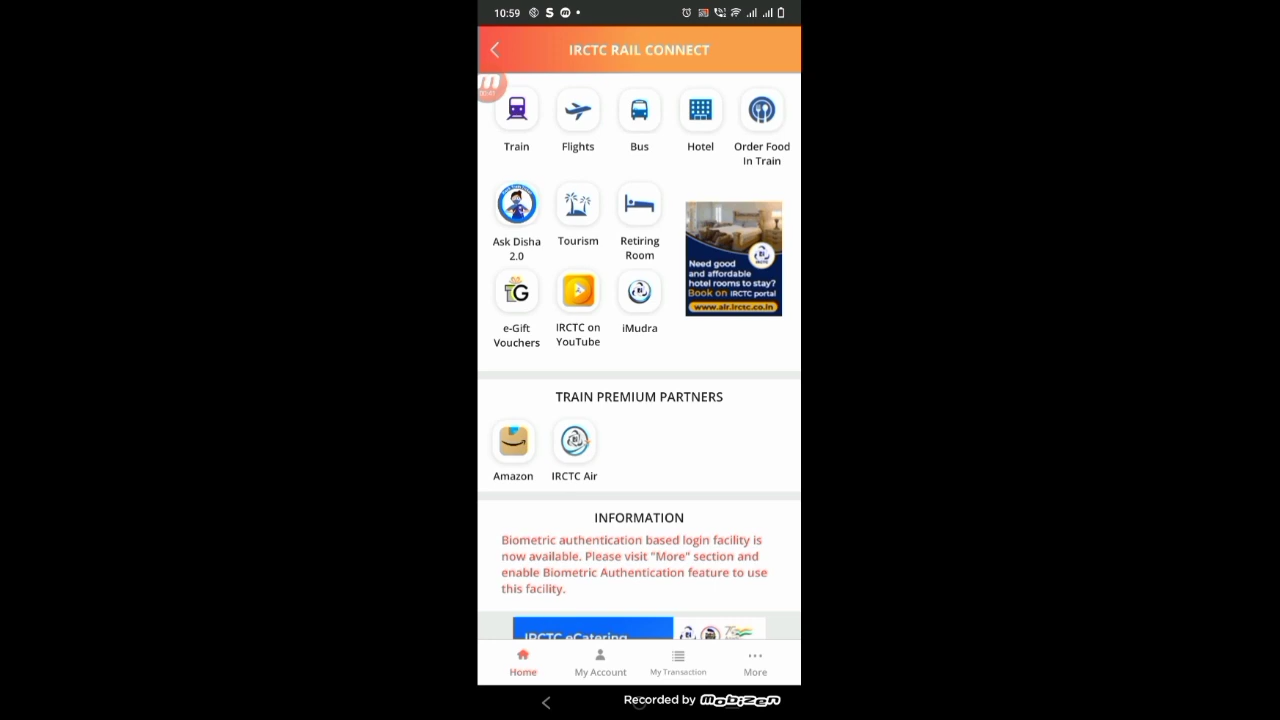 10:59
IRCTC RAIL CONNECT
00:41
Train
Flights
Bus
Hotel
Order Food
In Train
Ask Disha
2.0
Tourism
Retiring
Room
Need good
and affordable
hotel rooms to stay?
Book on IRCTC portal
www.air.irctc.co.in
e-Gift
Vouchers
IRCTC on
YouTube
iMudra
TRAIN PREMIUM PARTNERS
Amazon
IRCTC Air
INFORMATION
Biometric authentication based login facility is
now available. Please visit "More" section and
enable Biometric Authentication feature to use
this facility.
IRCTC eCatering
Home
My Account
My Transaction
More
Recorded by mobizen